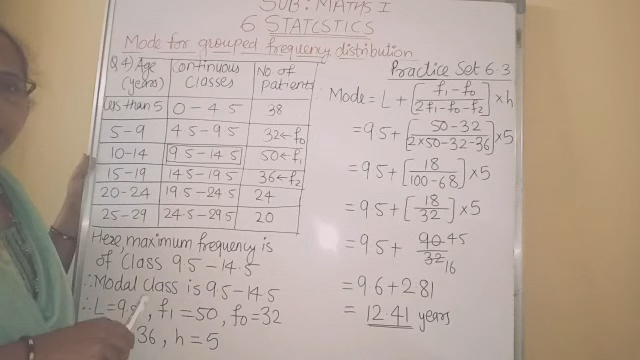 SUB: MATHS I
6 STATCSTICS
Mode for grouped frequency distribution
Q 4) Age (years) | Continuous Classes | No of patients
Less than 5 | 0 - 4 5 | 38
5 - 9 | 4 5 - 9 5 | 32 ← f₀
10-14 | 9 5 - 14 5 | 50 ← f₁
15-19 | 14.5 - 19 5 | 36 ← f₂
20-24 | 19 5 - 24 5 | 24
25-29 | 24.5 - 29 5 | 20
Here, maximum frequency is
of Class 9 5 - 14.5
∴ Modal class is 9 5 - 14 5
∴ L = 9.5, f₁ = 50, f₀ = 32
36, h = 5
Practice Set 6.3
Mode = L + [f₁ - f₀ / 2f₁ - f₀ - f₂] × h
= 9 5 + [50 - 32 / 2 × 50 - 32 - 36] × 5
= 9 5 + [18 / 100 - 68] × 5
= 9 5 + [18 / 32] × 5
= 9 5 + 90 45 / 32 16
= 9 6 + 2.81
= 12.41 years